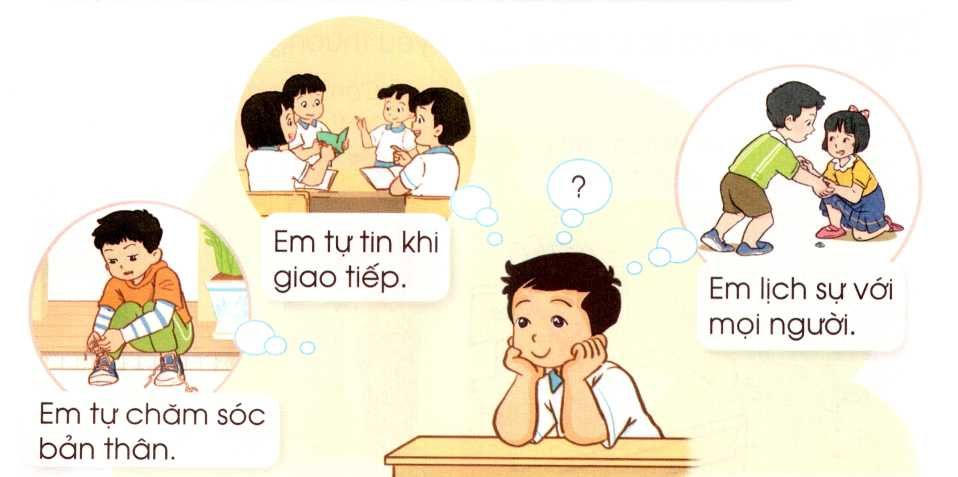 Em tự tin khi
giao tiếp.
?
Em lịch sự với
mọi người.
Em tự chăm sóc
bản thân.